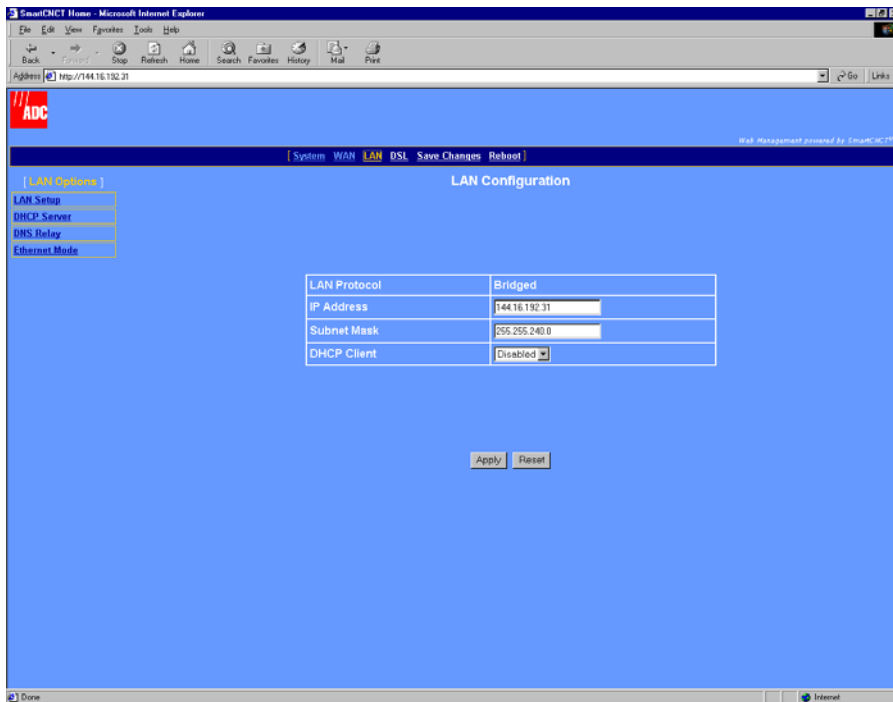 SmartCNCT Home - Microsoft Internet Explorer
File Edit View Favorites Tools Help
Back Forward Stop Refresh Home Search Favorites History Mail Print
Address http://144.16.192.31 Go Links
ADC
Web Management powered by SmartCNCT®
[ System WAN LAN DSL Save Changes Reboot ]
[ LAN Options ]
LAN Setup
DHCP Server
DNS Relay
Ethernet Mode
LAN Configuration
LAN Protocol Bridged
IP Address 144.16.192.31
Subnet Mask 255.255.240.0
DHCP Client Disabled
Apply Reset
Done Internet